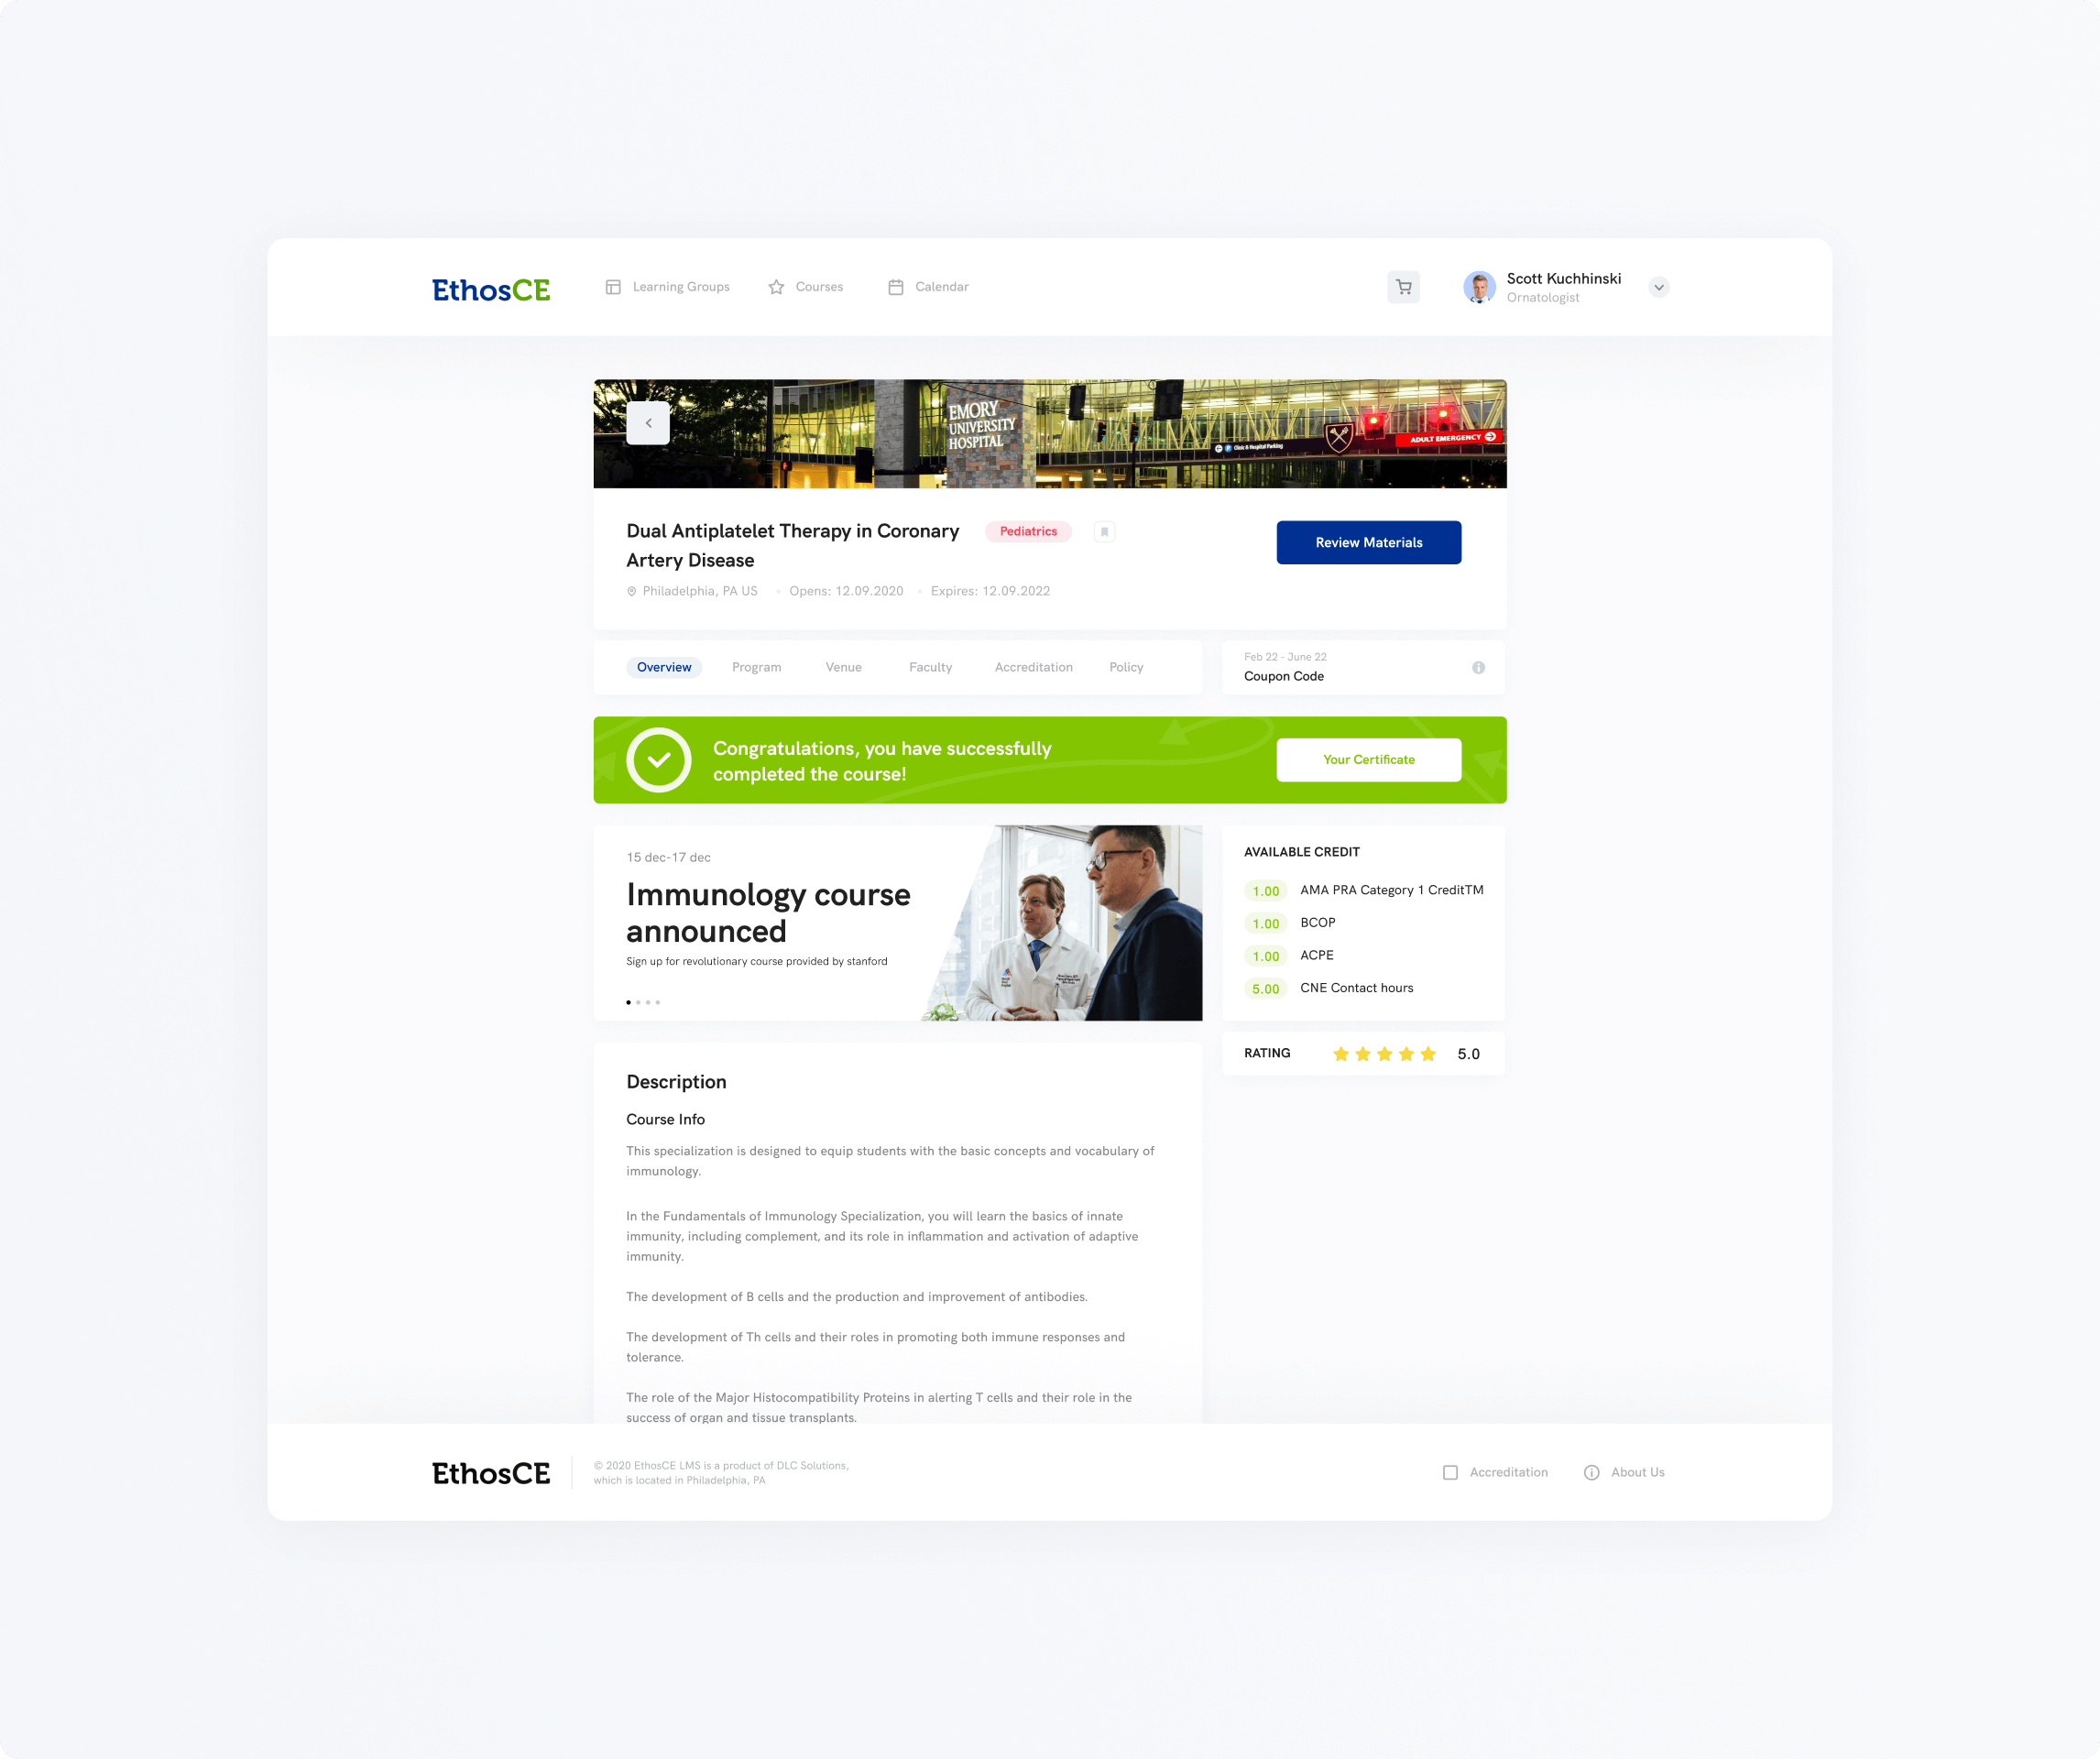 EthosCE
Learning Groups
Courses
Calendar
Scott Kuchhinski
Ornatologist
EMORY
UNIVERSITY
HOSPITAL
Clinic & Hospital Parking
ADULT EMERGENCY
Dual Antiplatelet Therapy in Coronary
Artery Disease
Pediatrics
Review Materials
Philadelphia, PA US
Opens: 12.09.2020
Expires: 12.09.2022
Overview
Program
Venue
Faculty
Accreditation
Policy
Feb 22 - June 22
Coupon Code
Congratulations, you have successfully
completed the course!
Your Certificate
15 dec-17 dec
Immunology course
announced
Sign up for revolutionary course provided by stanford
AVAILABLE CREDIT
1.00 AMA PRA Category 1 CreditTM
1.00 BCOP
1.00 ACPE
5.00 CNE Contact hours
RATING
5.0
Description
Course Info
This specialization is designed to equip students with the basic concepts and vocabulary of
immunology.
In the Fundamentals of Immunology Specialization, you will learn the basics of innate
immunity, including complement, and its role in inflammation and activation of adaptive
immunity.
The development of B cells and the production and improvement of antibodies.
The development of Th cells and their roles in promoting both immune responses and
tolerance.
The role of the Major Histocompatibility Proteins in alerting T cells and their role in the
success of organ and tissue transplants.
EthosCE
© 2020 EthosCE LMS is a product of DLC Solutions,
which is located in Philadelphia, PA
Accreditation
About Us